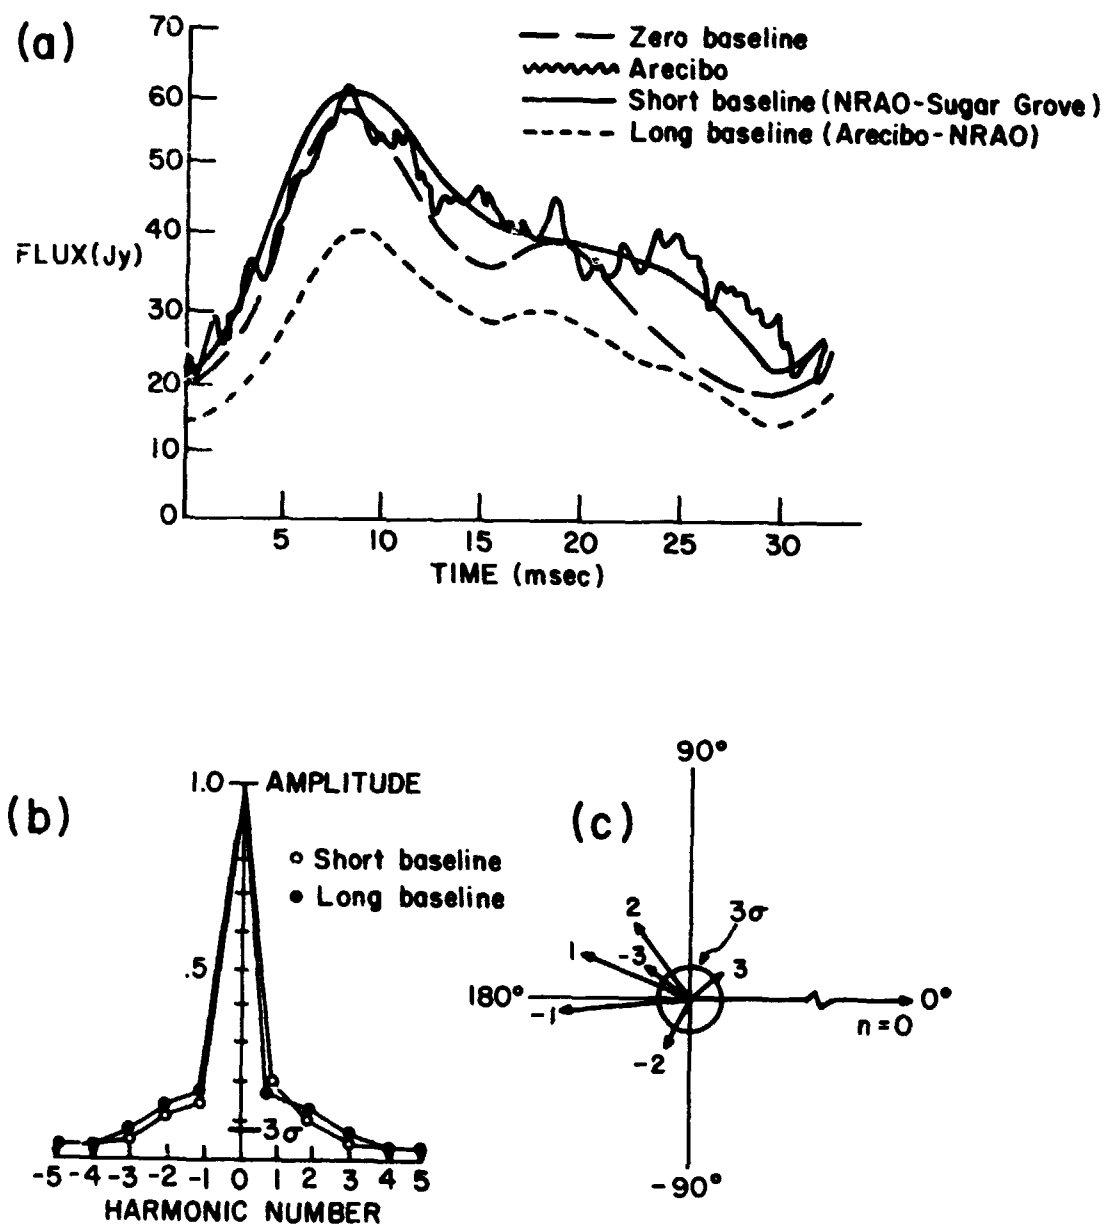 (a)
70
60
50
40
FLUX(Jy)
30
20
10
0
5 10 15 20 25 30
TIME (msec)
Zero baseline
Arecibo
Short baseline (NRAO-Sugar Grove)
Long baseline (Arecibo-NRAO)
(b)
1.0 AMPLITUDE
Short baseline
Long baseline
.5
3σ
-5 -4 -3 -2 -1 0 1 2 3 4 5
HARMONIC NUMBER
(c)
90°
2
3σ
1
-3
3
180°
0°
-1
n=0
-2
-90°